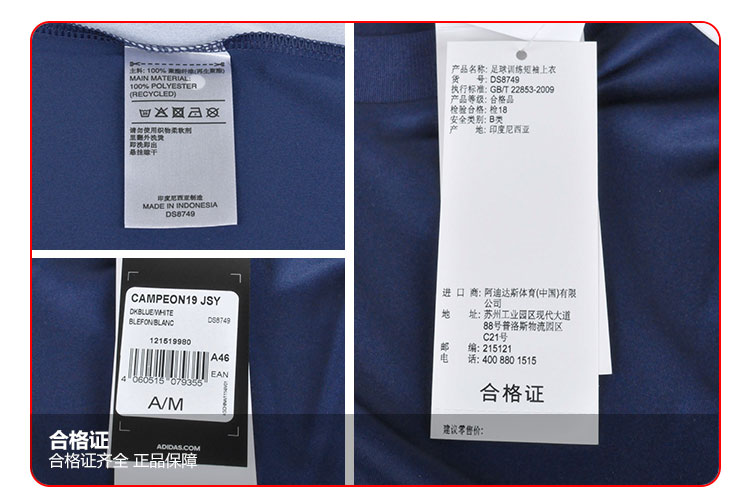 主料: 100% 聚酯纤维(再生聚酯)
MAIN MATERIAL:
100% POLYESTER
(RECYCLED)
请勿使用织物柔软剂
里翻外洗烫
即洗即出
悬挂晾干
印度尼西亚制造
MADE IN INDONESIA
DS8749
CAMPEON19 JSY
DKBLUE/WHITE
BLEFON/BLANC
DS8749
121519980
A46
EAN
4 060515 079355
A/M
ADIDAS.COM
产品名称: 足球训练短袖上衣
货 号: DS8749
执行标准: GB/T 22853-2009
产品等级: 合格品
检验合格: 检18
安全类别: B类
产 地: 印度尼西亚
进 口 商: 阿迪达斯体育(中国)有限
公司
地 址: 苏州工业园区现代大道
88号普洛斯物流园区
C21号
邮 编: 215121
电 话: 400 880 1515
合格证
建议零售价:
合格证
合格证齐全 正品保障